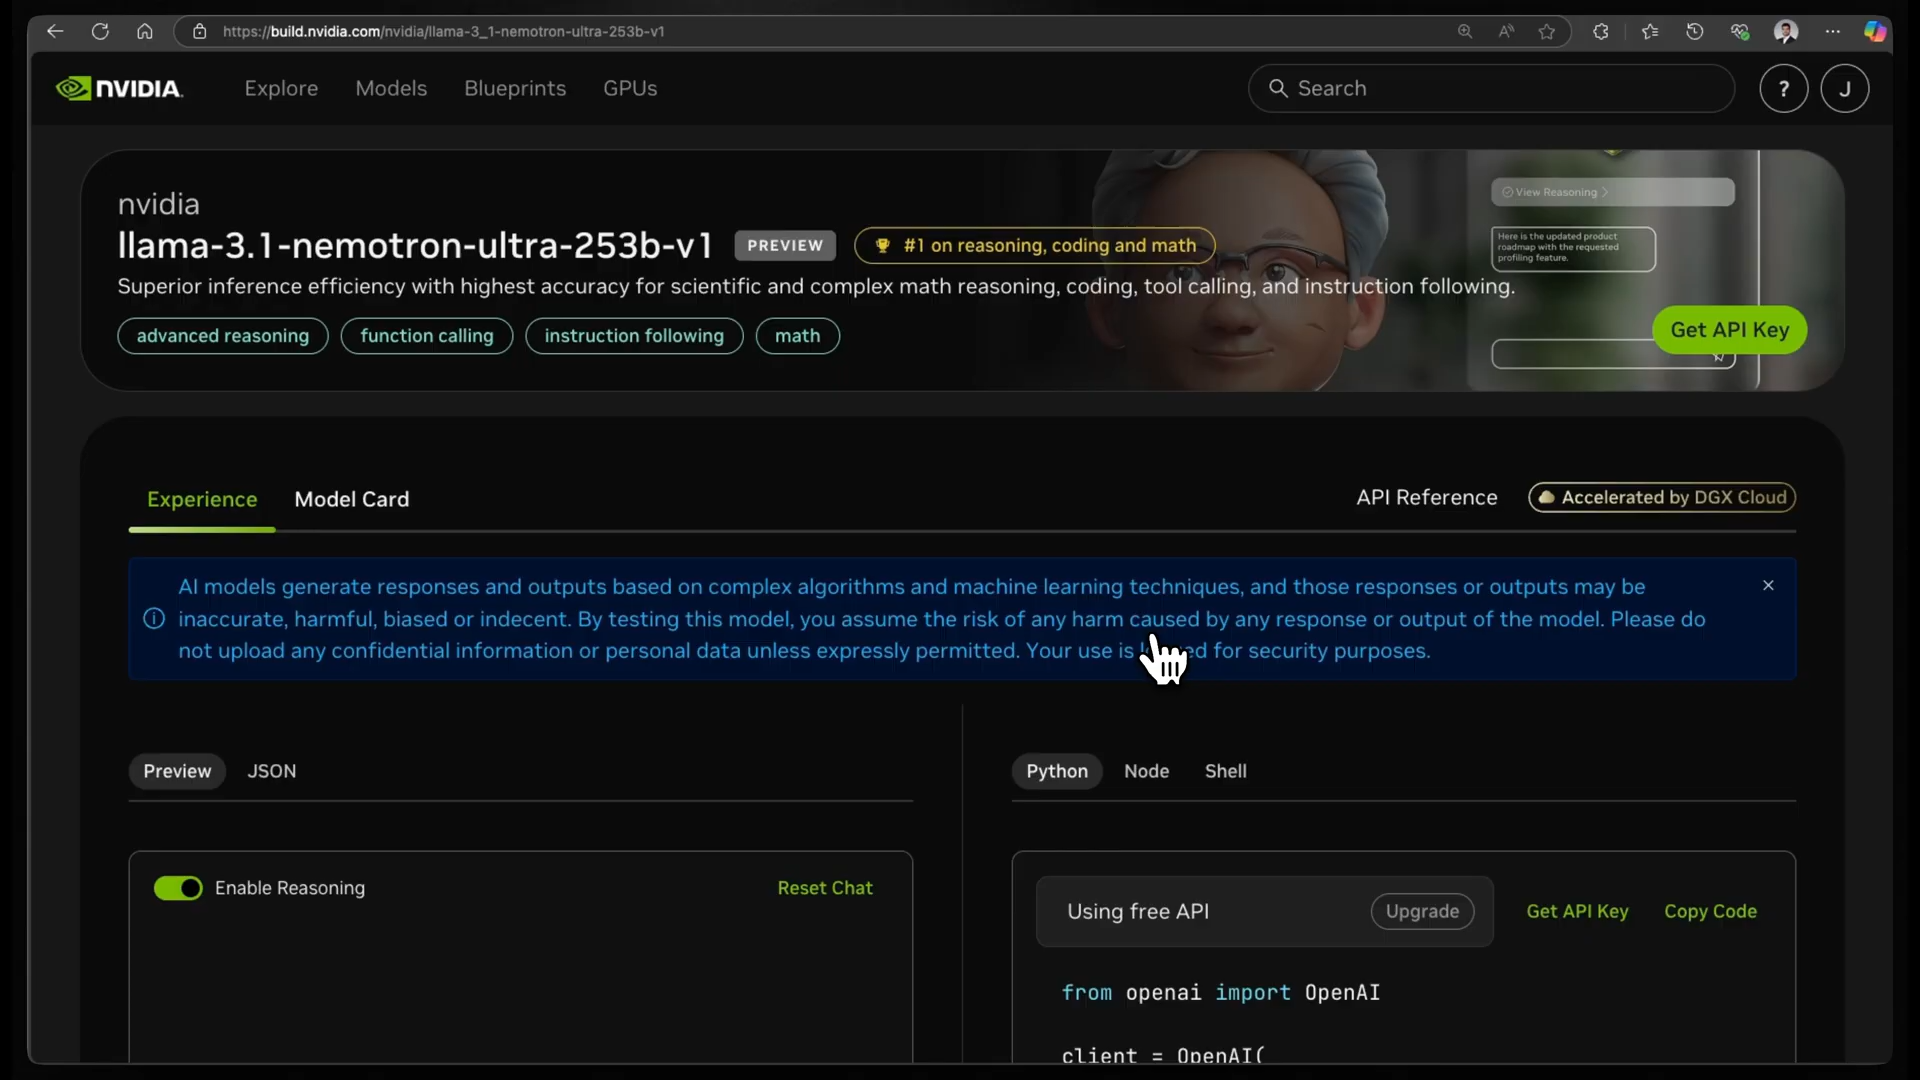 https://build.nvidia.com/nvidia/llama-3_1-nemotron-ultra-253b-v1
NVIDIA.
Explore
Models
Blueprints
GPUs
Search
?
J
nvidia
llama-3.1-nemotron-ultra-253b-v1
PREVIEW
#1 on reasoning, coding and math
Superior inference efficiency with highest accuracy for scientific and complex math reasoning, coding, tool calling, and instruction following.
advanced reasoning
function calling
instruction following
math
View Reasoning
Here is the updated product
roadmap with the requested
profiling feature.
Get API Key
Experience
Model Card
API Reference
Accelerated by DGX Cloud
AI models generate responses and outputs based on complex algorithms and machine learning techniques, and those responses or outputs may be
inaccurate, harmful, biased or indecent. By testing this model, you assume the risk of any harm caused by any response or output of the model. Please do
not upload any confidential information or personal data unless expressly permitted. Your use is for security purposes.
Preview
JSON
Python
Node
Shell
Enable Reasoning
Reset Chat
Using free API
Upgrade
Get API Key
Copy Code
from openai import OpenAI
client = OpenAI(